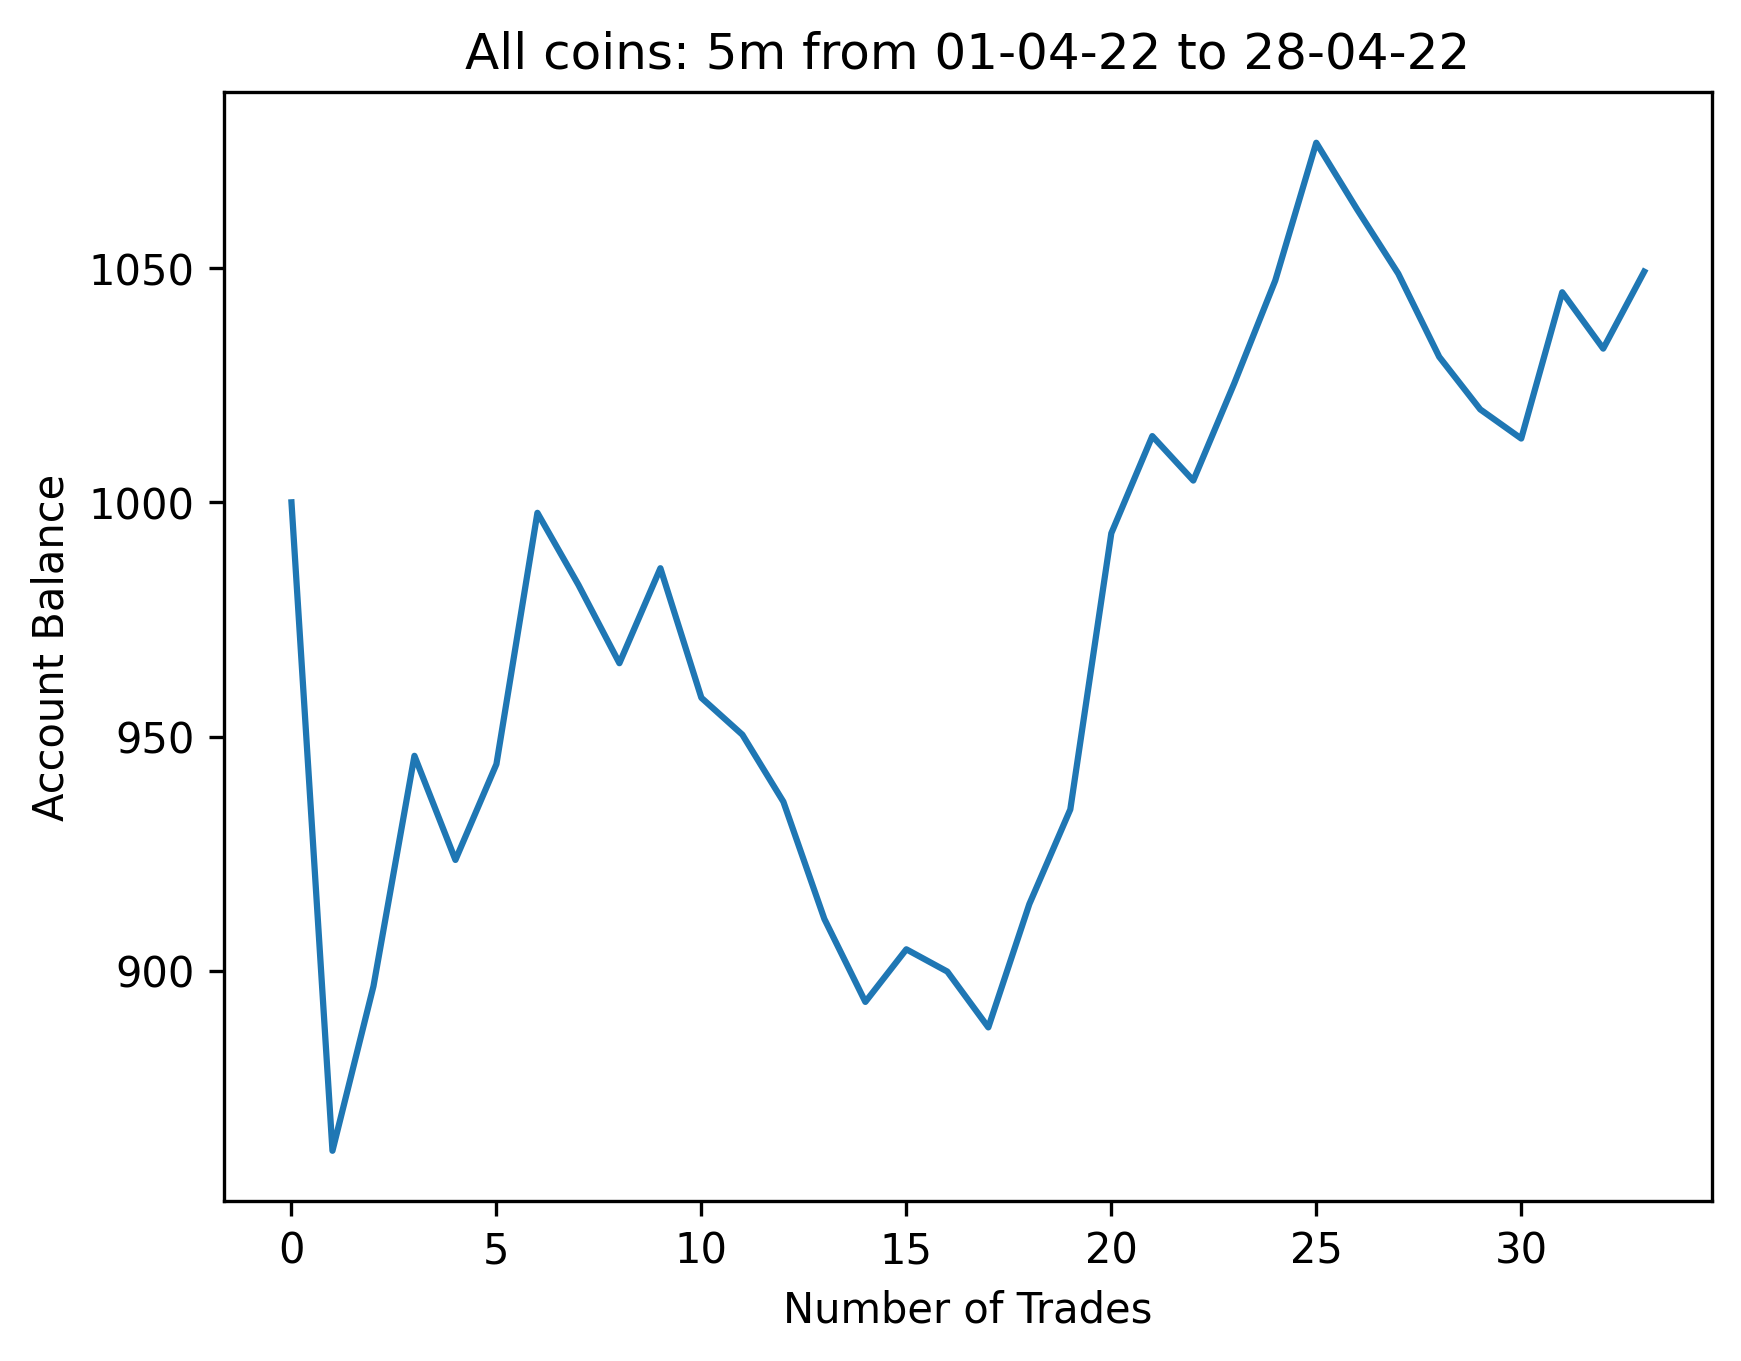 All coins: 5m from 01-04-22 to 28-04-22
1050
1000
950
900
Account Balance
0 5 10 15 20 25 30
Number of Trades